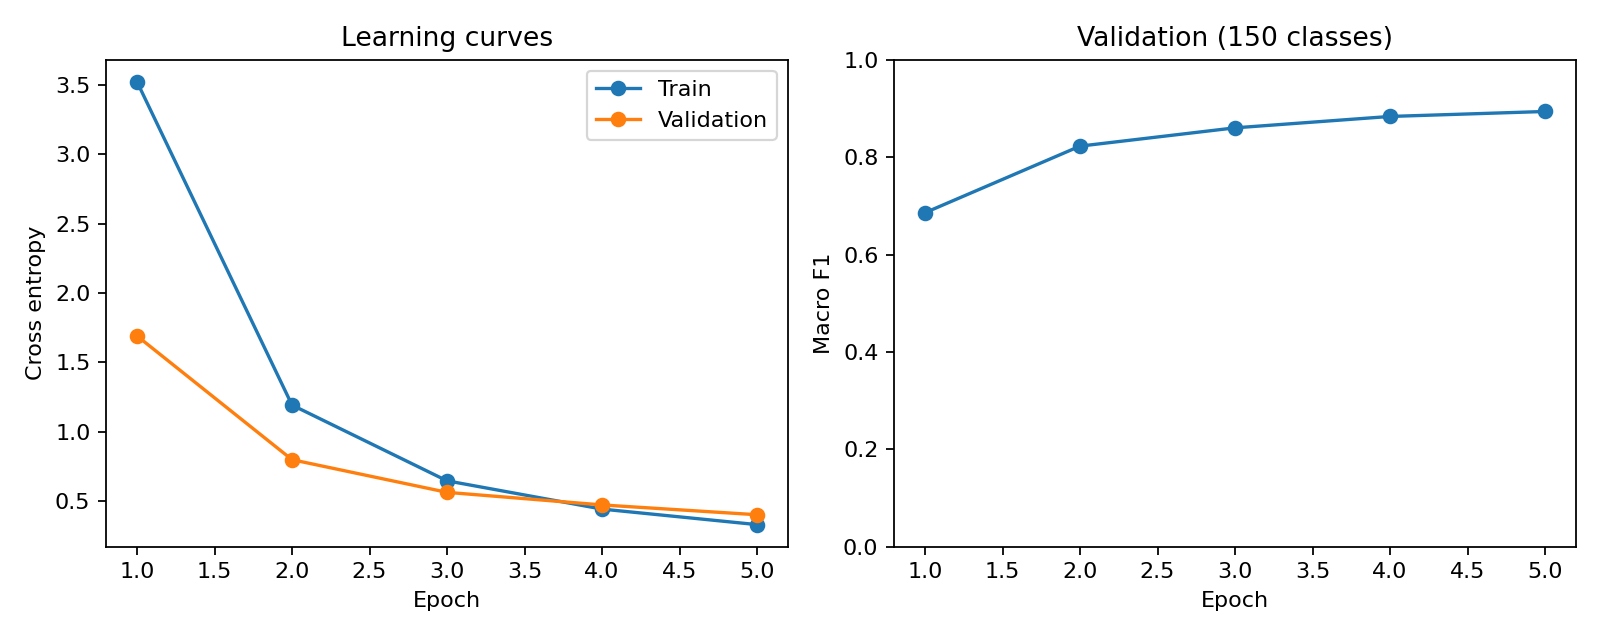 Learning curves
3.5
3.0
2.5
2.0
1.5
1.0
0.5
Cross entropy
Train
Validation
1.0 1.5 2.0 2.5 3.0 3.5 4.0 4.5 5.0
Epoch
Validation (150 classes)
1.0
0.8
0.6
0.4
0.2
0.0
Macro F1
1.0 1.5 2.0 2.5 3.0 3.5 4.0 4.5 5.0
Epoch